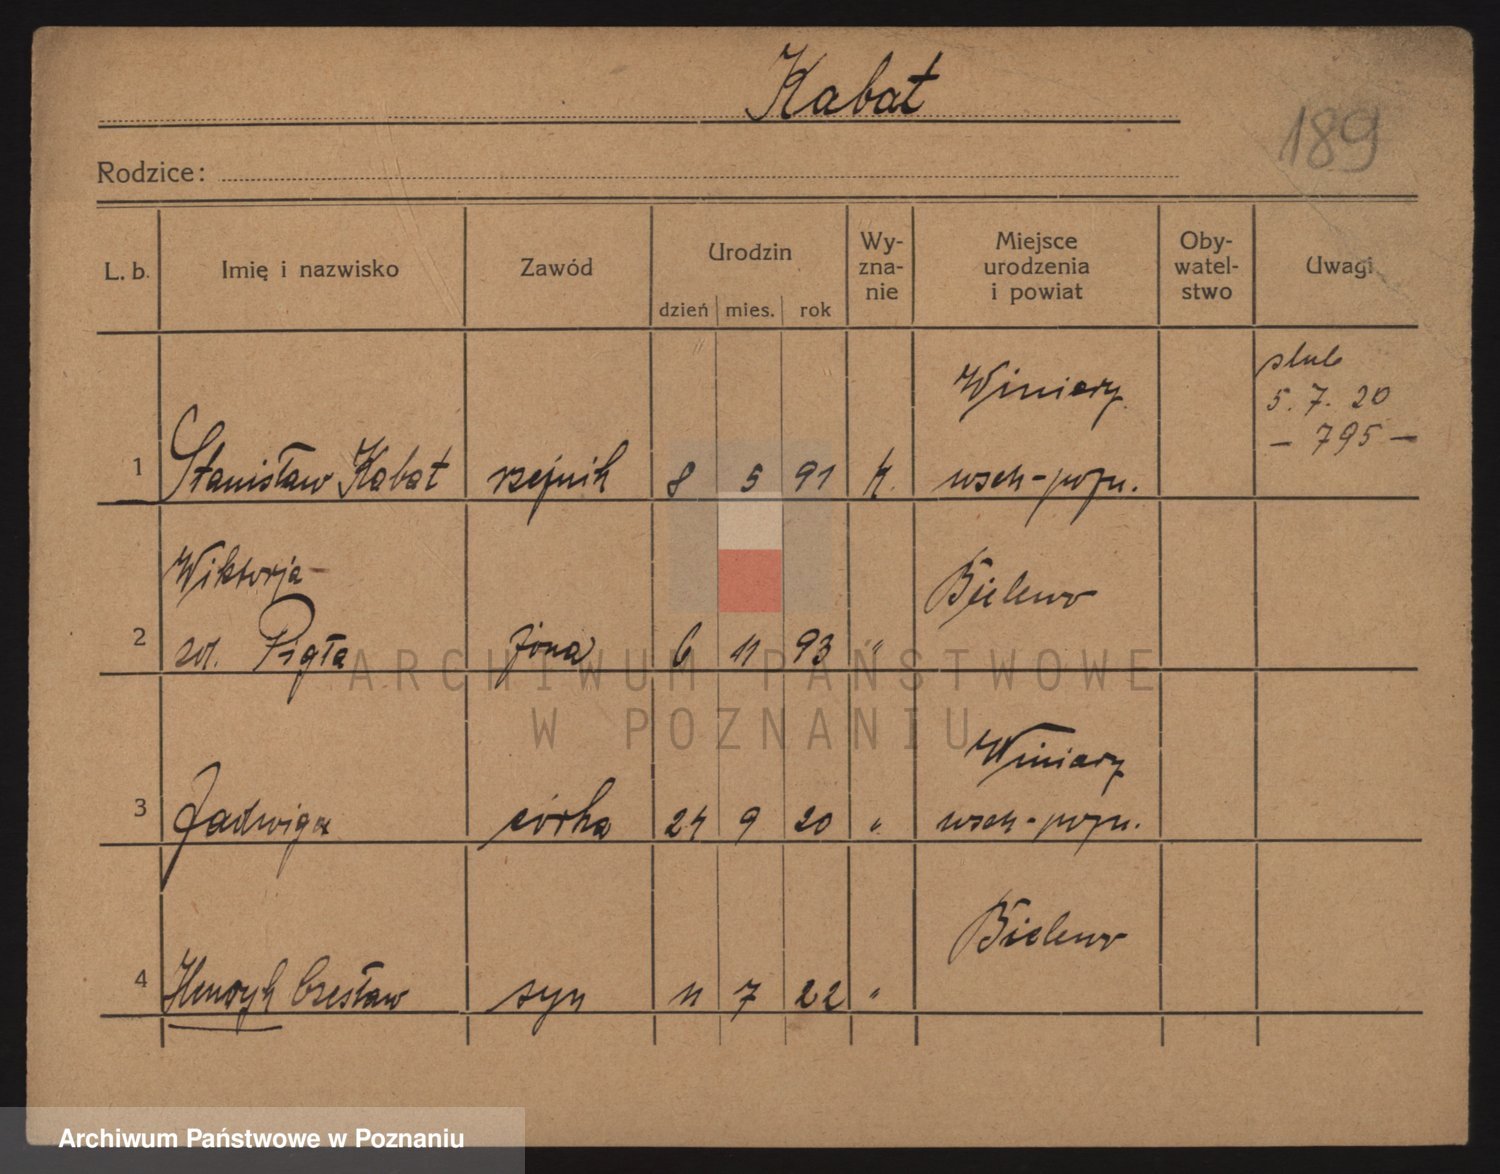 Kabat
189
Rodzice:
L. b. Imię i nazwisko Zawód Urodzin dzień mies. rok Wy-zna-nie Miejsce urodzenia i powiat Oby-watel-stwo Uwagi
Winiary ślub
5. 7. 20
1 Stanisław Kabat rzeźnik 8 5 91 k. wsch-pozn. – 795 –
Wiktorja Bielewo
2 zd. Pigła żona 6 11 93 "
Winiary
3 Jadwiga córka 24 9 20 " wsch-pozn.
Bielewo
4 Henryk Czesław syn 11 7 22 "
ARCHIWUM PAŃSTWOWE
W POZNANIU
Archiwum Państwowe w Poznaniu